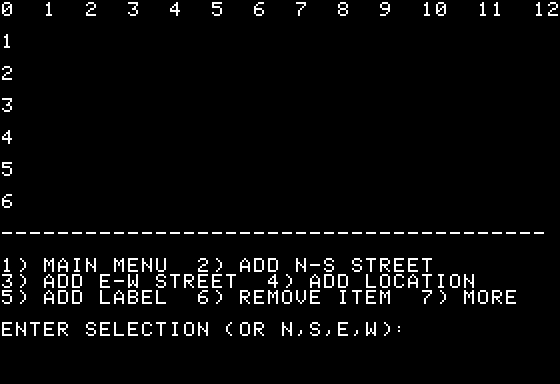 0 1 2 3 4 5 6 7 8 9 10 11 12
1
2
3
4
5
6
---------------------------------------
1) MAIN MENU 2) ADD N-S STREET
3) ADD E-W STREET 4) ADD LOCATION
5) ADD LABEL 6) REMOVE ITEM 7) MORE
ENTER SELECTION (OR N,S,E,W):